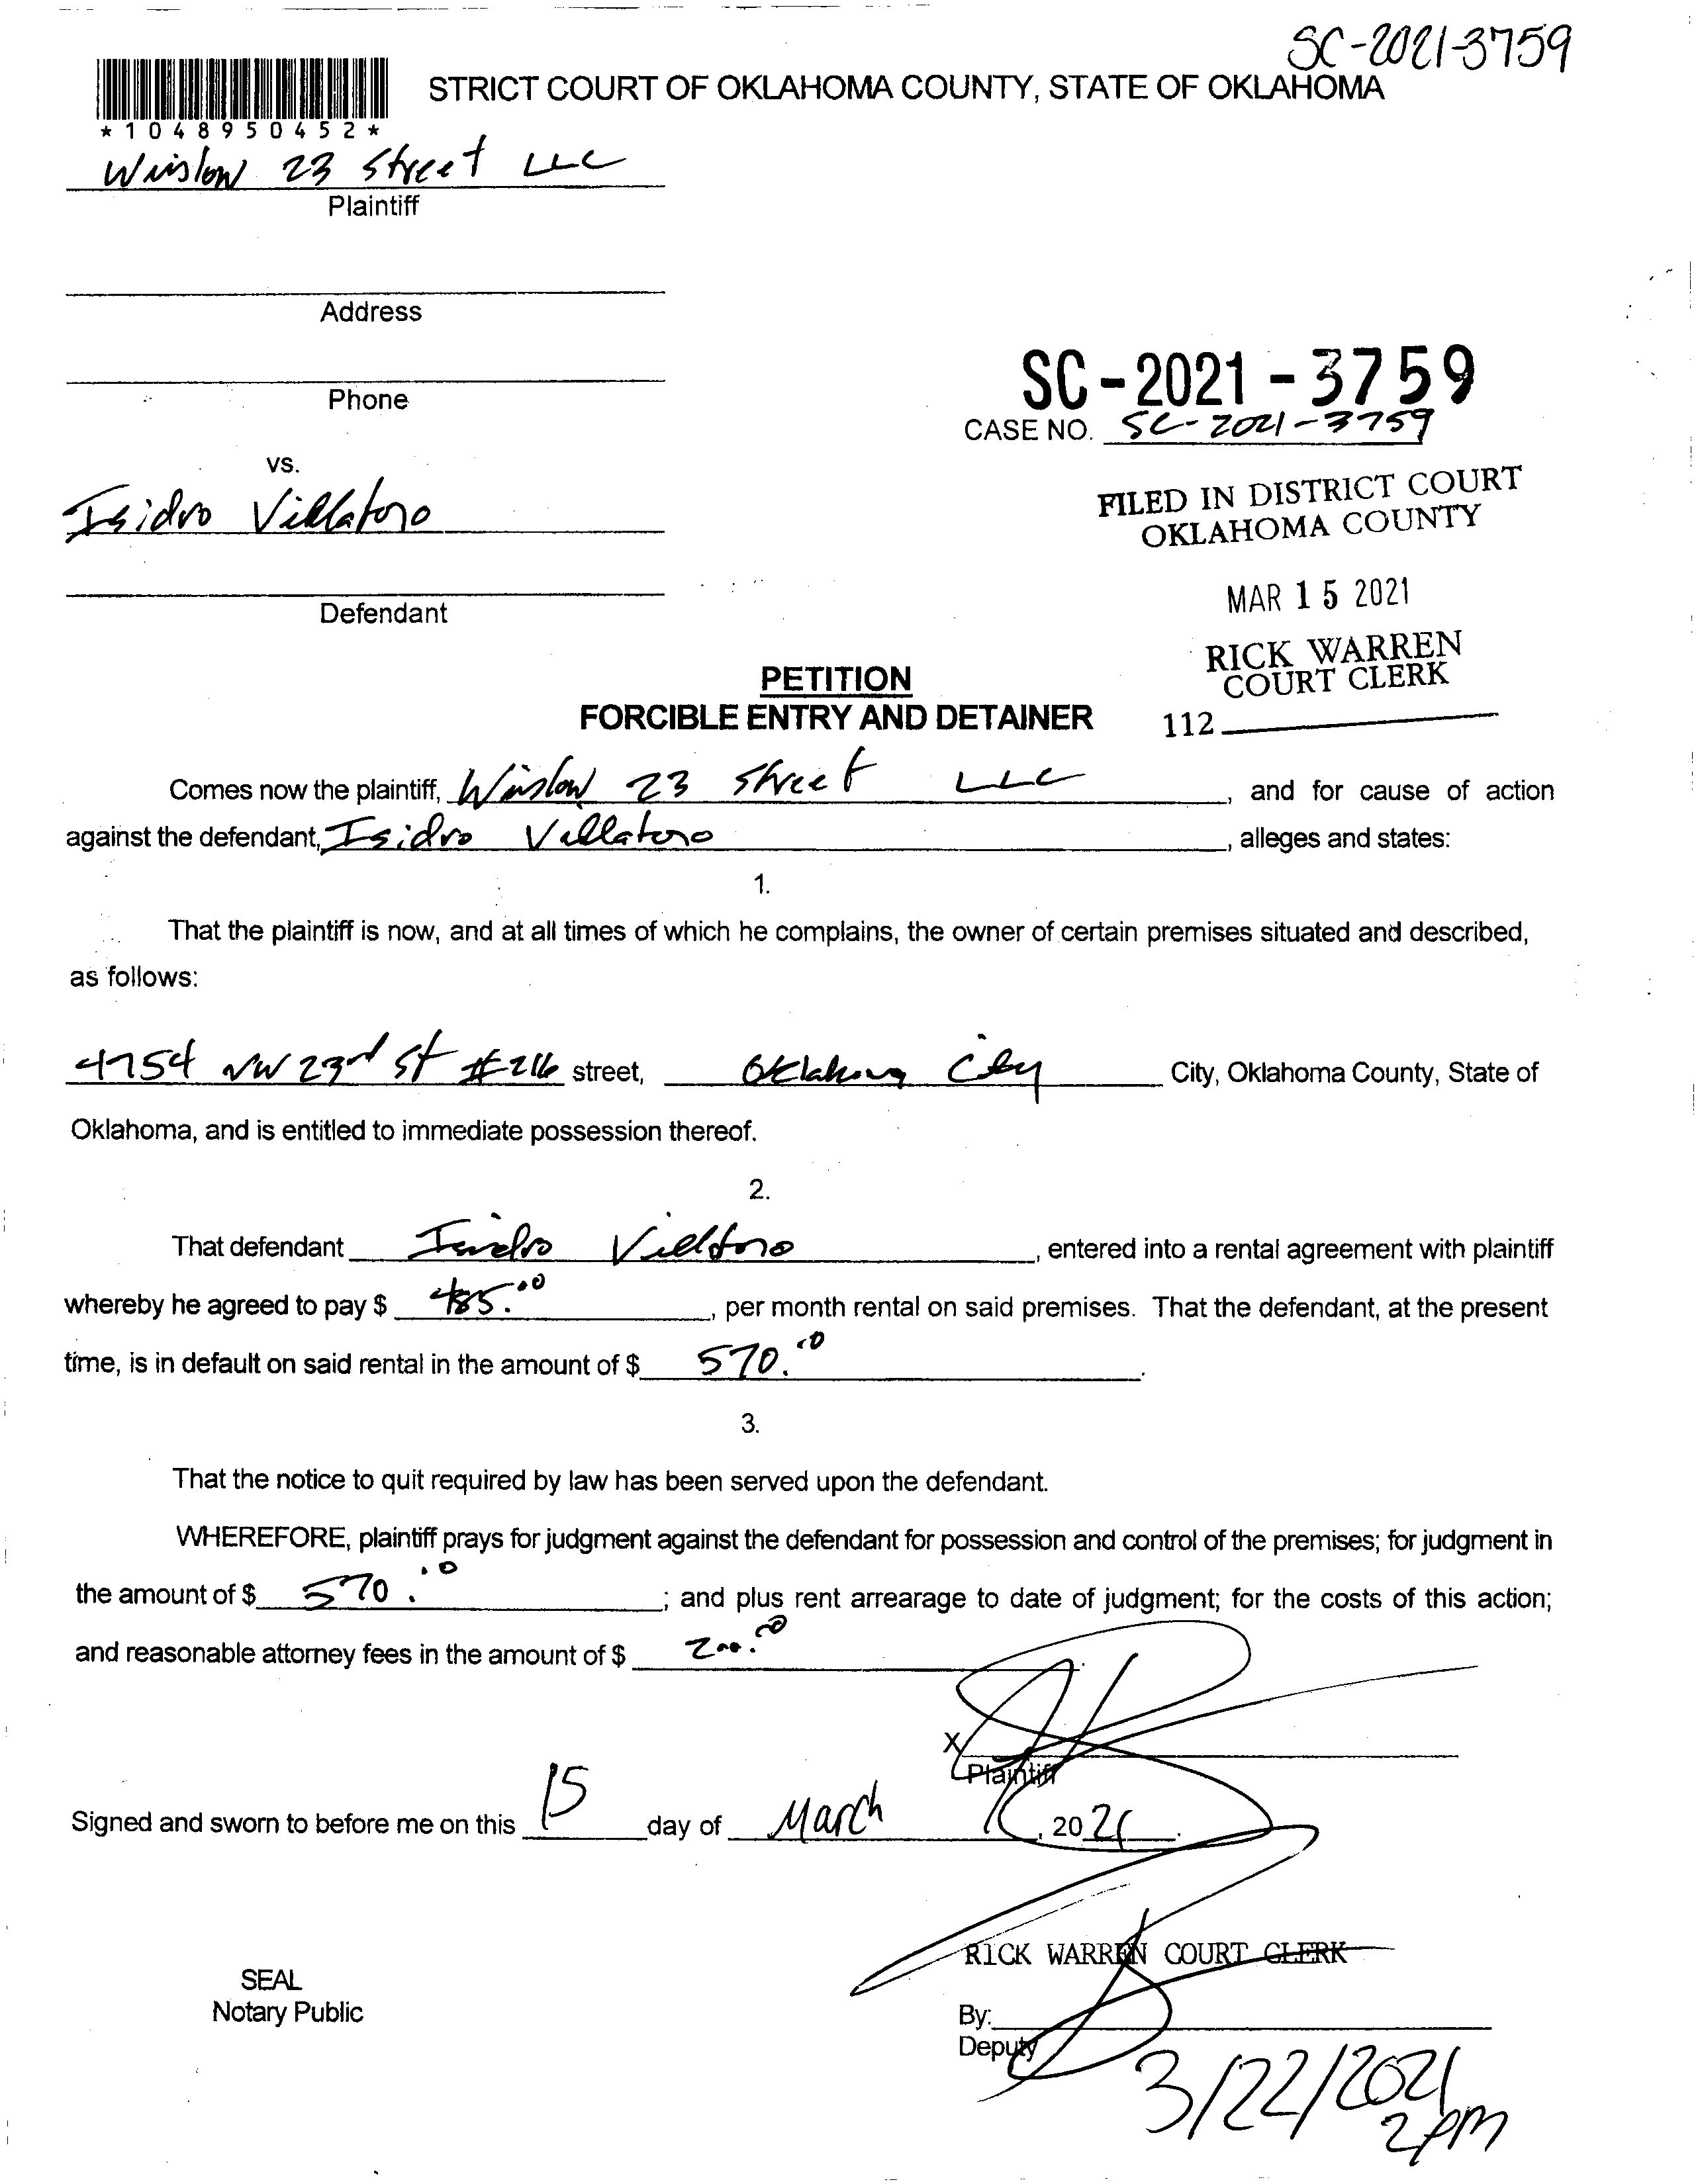 SC-2021-3759
STRICT COURT OF OKLAHOMA COUNTY, STATE OF OKLAHOMA
*1048950452*
Winslow 23 Street LLC
Plaintiff
Address
Phone
SC-2021-3759
CASE NO. SC-2021-3759
vs.
Isidro Villatoro
FILED IN DISTRICT COURT
OKLAHOMA COUNTY
MAR 15 2021
Defendant
RICK WARREN
COURT CLERK
112
PETITION
FORCIBLE ENTRY AND DETAINER
Comes now the plaintiff, Winslow 23 Street LLC, and for cause of action
against the defendant, Isidro Villatoro, alleges and states:
1.
That the plaintiff is now, and at all times of which he complains, the owner of certain premises situated and described,
as follows:
4754 NW 23rd St #216 street, Oklahoma City City, Oklahoma County, State of
Oklahoma, and is entitled to immediate possession thereof.
2.
That defendant Isidro Villatoro, entered into a rental agreement with plaintiff
whereby he agreed to pay $ 485.00, per month rental on said premises. That the defendant, at the present
time, is in default on said rental in the amount of $ 570.00.
3.
That the notice to quit required by law has been served upon the defendant.
WHEREFORE, plaintiff prays for judgment against the defendant for possession and control of the premises; for judgment in
the amount of $ 570.00; and plus rent arrearage to date of judgment; for the costs of this action;
and reasonable attorney fees in the amount of $ 200.00
X
Plaintiff
Signed and sworn to before me on this 15 day of March, 2021.
RICK WARREN COURT CLERK
SEAL
Notary Public
By:
Deputy
3/22/2021
2PM